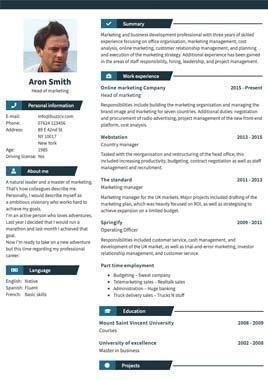 Aron Smith
Head of marketing
Personal information
E-mail: info@buzzcv.com
Phone: 07624 123456
Address: 89 E 42nd St
NY 10017
New York
Age: 1985
Driving license: Yes
About me
A natural leader and a master of marketing.
That's how colleagues describe me.
Personally, I would describe myself as
a ambitious visionary who works hard to
achieve my goals.
I'm an active person who loves adventures.
Last year I decided that I would run a
marathon and last month I achieved that
goal.
Now I'm ready to take on a new adventure
regarding my professional
career.
Language
English: Native
Spanish: Fluent
French: Basic skills
Summary
Marketing and business development professional with three years of skilled
experience focusing on office organisation, marketing management, cost
analysis, online marketing, customer relationship management, and planning
and execution of the marketing strategy. Additional experience has been gained
in the areas of staff responsibility, hiring, leadership, and project management.
Work experience
Online marketing Company 2015 - Present
Head of marketing
Responsibilities include building the marketing organisation and managing the
brand image and marketing for seven countries. Additional duties: negotiation
and procurement of radio advertising, project management of the new front-end
platform, cost analysis.
Webstation 2013 - 2015
Country manager
Tasked with the reorganisation and restructuring of the head office; this
included increasing productivity, budgeting, contract negotiation as well as staff
management and recruitment.
The standard 2011 - 2013
Marketing manager
Marketing manager for the UK markets. Major projects included drafting of the
marketing plan, which was heavily focused on ROI, as well as strategising to
achieve expansion on a limited budget.
Springify 2009 - 2011
Operating Officer
Responsibilities included customer service, cash management, and the
development of the UK market, as well as trial and error marketing, investor
relationship management, and reporting.
Part time employment
• Budgeting – Sweat company
• Telemarketing sales – Realtalk sales
• Administration – Huge banking
• Truck delivery sales – Trucks N stuff
Education
Mount Saint Vincent University 2008 - 2009
Courses
University of excellence 2002 - 2008
Master in business
Projects